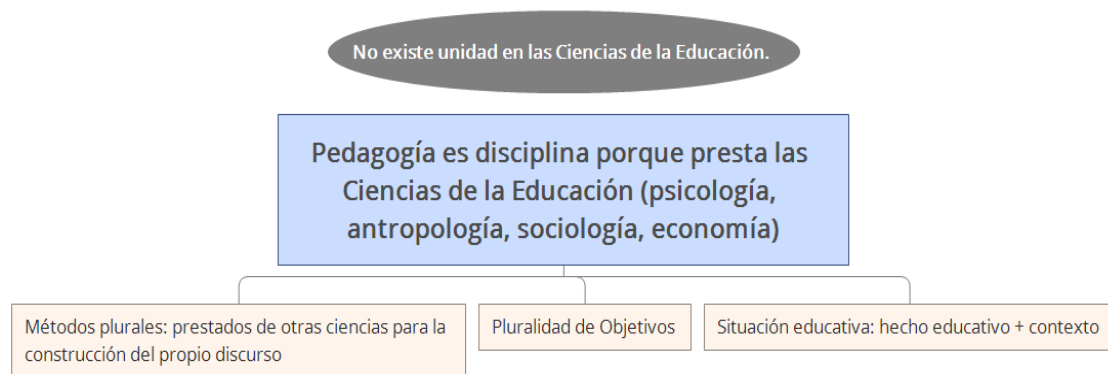 No existe unidad en las Ciencias de la Educación.
Pedagogía es disciplina porque presta las
Ciencias de la Educación (psicología,
antropología, sociología, economía)
Métodos plurales: prestados de otras ciencias para la
construcción del propio discurso
Pluralidad de Objetivos
Situación educativa: hecho educativo + contexto